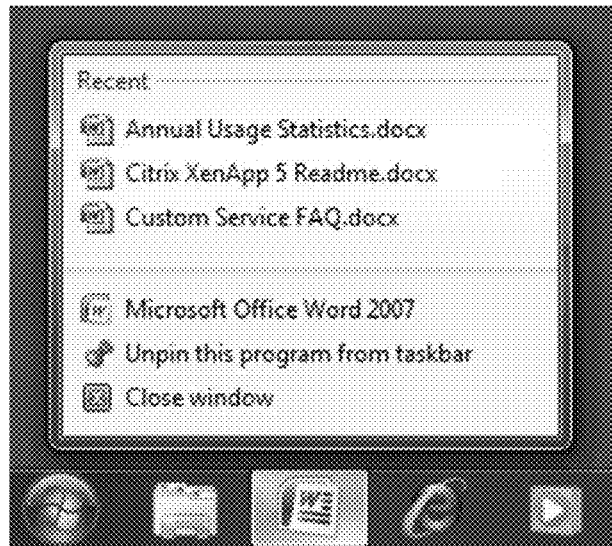 Recent
Annual Usage Statistics.docx
Citrix XenApp 5 Readme.docx
Custom Service FAQ.docx
Microsoft Office Word 2007
Unpin this program from taskbar
Close window